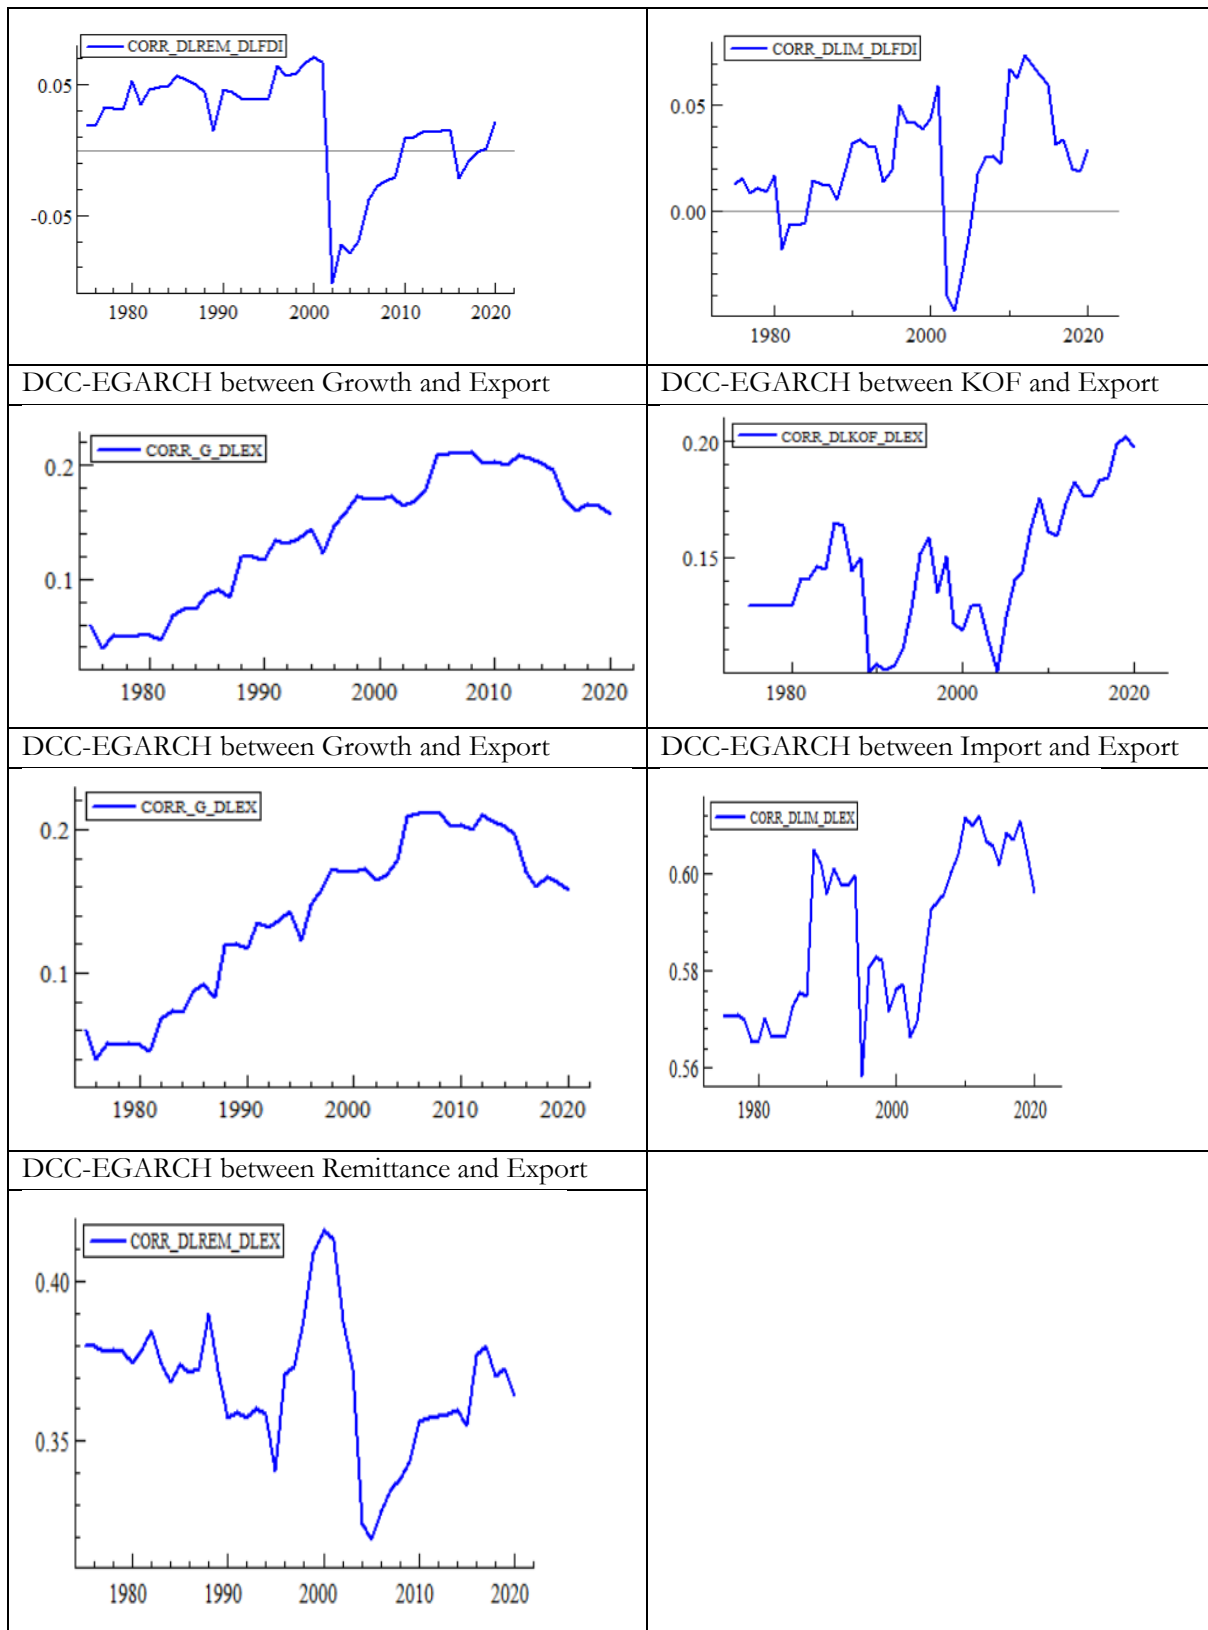 CORR_DLREM_DLFDI
0.05
-0.05
1980 1990 2000 2010 2020
CORR_DLIM_DLFDI
0.05
0.00
1980 2000 2020
DCC-EGARCH between Growth and Export
DCC-EGARCH between KOF and Export
CORR_G_DLEX
0.2
0.1
1980 1990 2000 2010 2020
CORR_DLKOF_DLEX
0.20
0.15
1980 2000 2020
DCC-EGARCH between Growth and Export
DCC-EGARCH between Import and Export
CORR_G_DLEX
0.2
0.1
1980 1990 2000 2010 2020
CORR_DLIM_DLEX
0.60
0.58
0.56
1980 2000 2020
DCC-EGARCH between Remittance and Export
CORR_DLREM_DLEX
0.40
0.35
1980 1990 2000 2010 2020